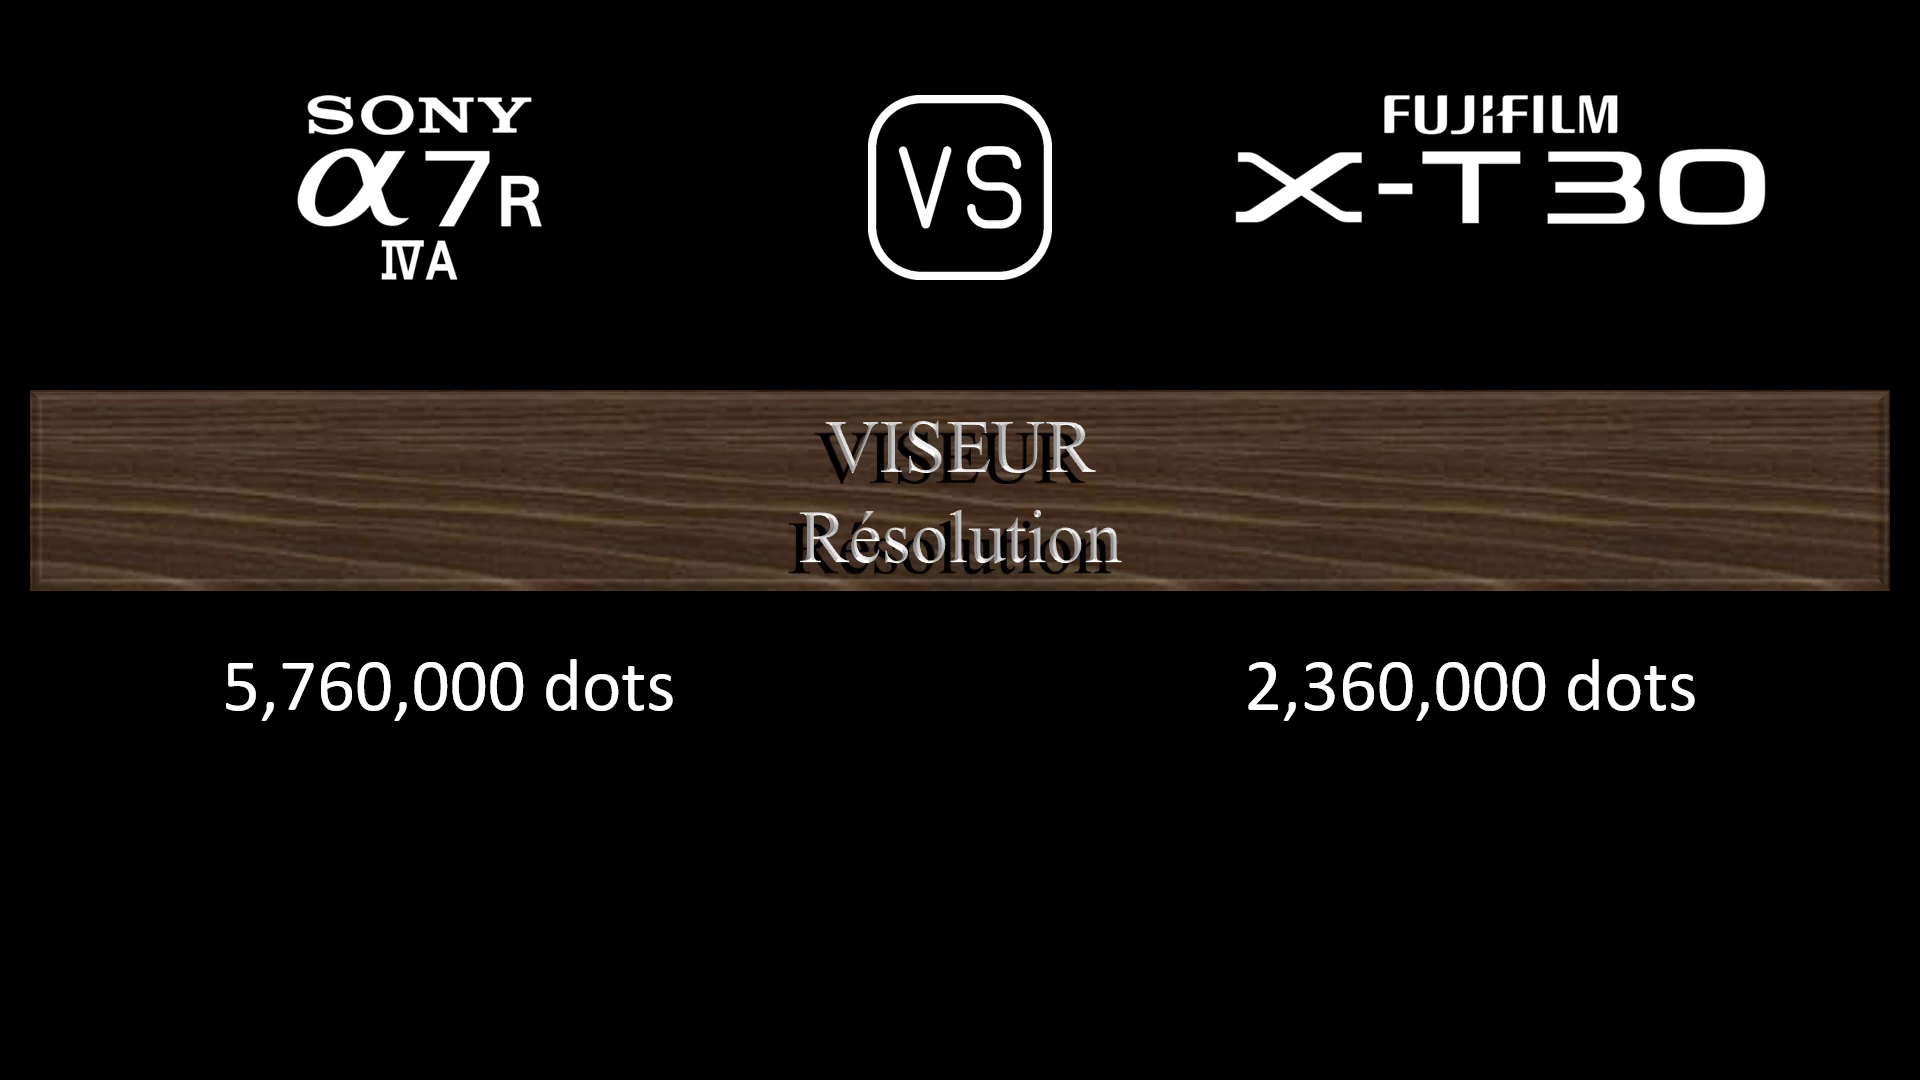 SONY
α7R
IVA
VS
FUJIFILM
X-T30
VISEUR
Résolution
5,760,000 dots
2,360,000 dots